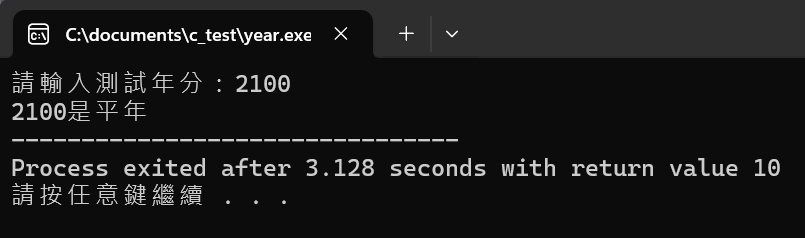 C:\documents\c_test\year.exe
請輸入測試年分：2100
2100是平年
--------------------------------
Process exited after 3.128 seconds with return value 10
請按任意鍵繼續 . . .